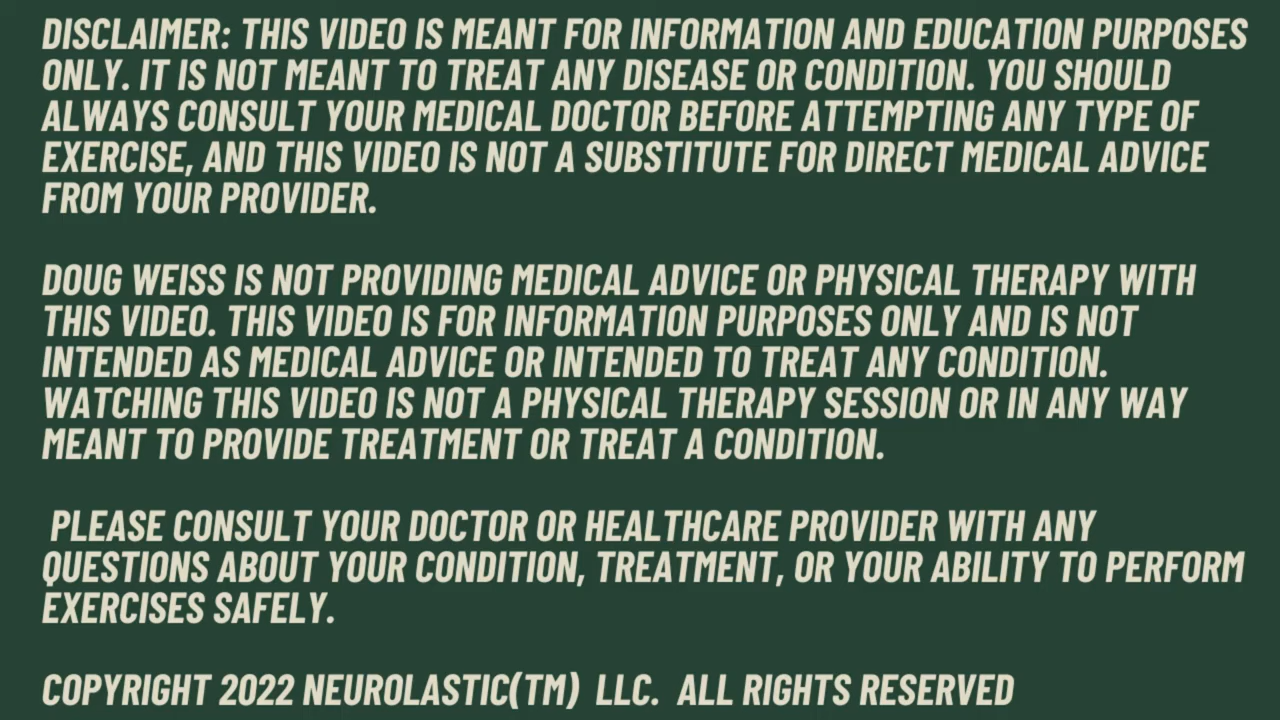 DISCLAIMER: THIS VIDEO IS MEANT FOR INFORMATION AND EDUCATION PURPOSES
ONLY. IT IS NOT MEANT TO TREAT ANY DISEASE OR CONDITION. YOU SHOULD
ALWAYS CONSULT YOUR MEDICAL DOCTOR BEFORE ATTEMPTING ANY TYPE OF
EXERCISE, AND THIS VIDEO IS NOT A SUBSTITUTE FOR DIRECT MEDICAL ADVICE
FROM YOUR PROVIDER.
DOUG WEISS IS NOT PROVIDING MEDICAL ADVICE OR PHYSICAL THERAPY WITH
THIS VIDEO. THIS VIDEO IS FOR INFORMATION PURPOSES ONLY AND IS NOT
INTENDED AS MEDICAL ADVICE OR INTENDED TO TREAT ANY CONDITION.
WATCHING THIS VIDEO IS NOT A PHYSICAL THERAPY SESSION OR IN ANY WAY
MEANT TO PROVIDE TREATMENT OR TREAT A CONDITION.
PLEASE CONSULT YOUR DOCTOR OR HEALTHCARE PROVIDER WITH ANY
QUESTIONS ABOUT YOUR CONDITION, TREATMENT, OR YOUR ABILITY TO PERFORM
EXERCISES SAFELY.
COPYRIGHT 2022 NEUROLASTIC(TM) LLC. ALL RIGHTS RESERVED